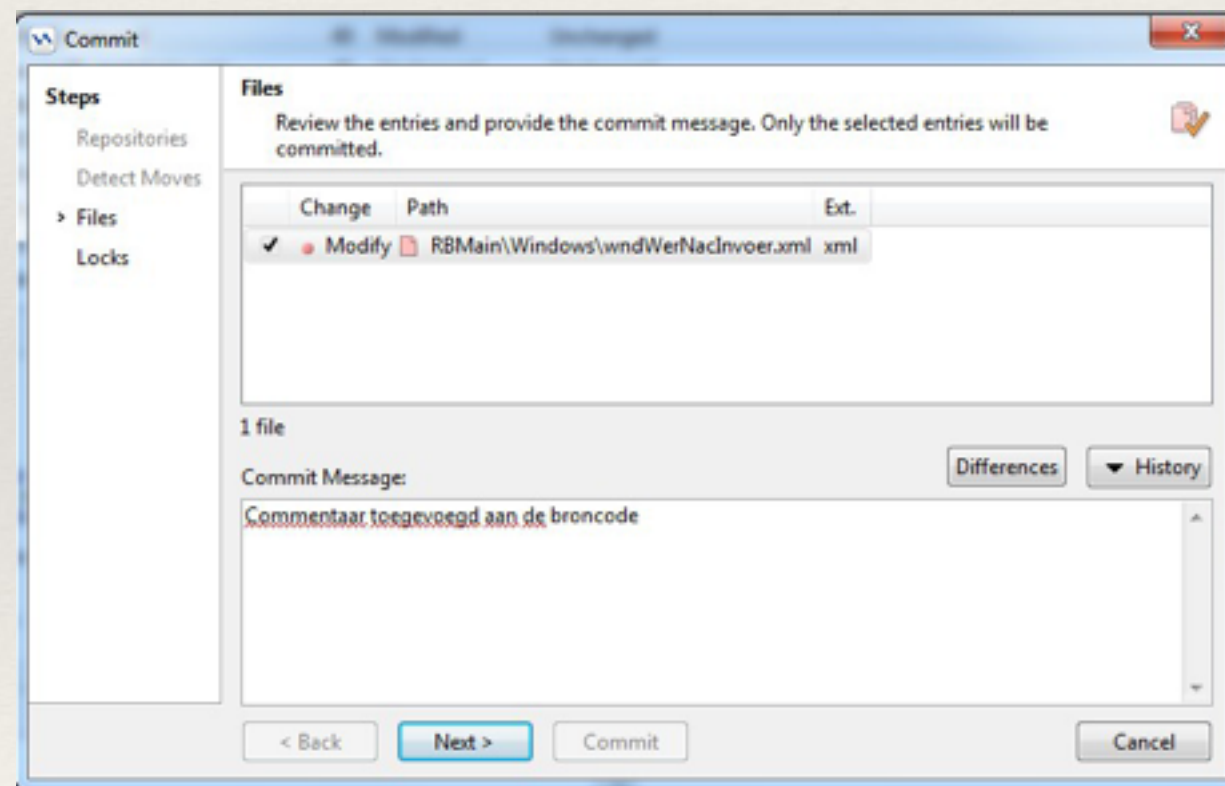 Commit
Steps
Repositories
Detect Moves
Files
Locks
Files
Review the entries and provide the commit message. Only the selected entries will be
committed.
Change Path Ext.
Modify RBMain\Windows\wndWerNacInvoer.xml xml
1 file
Differences History
Commit Message:
Commentaar toegevoegd aan de broncode
< Back Next > Commit Cancel